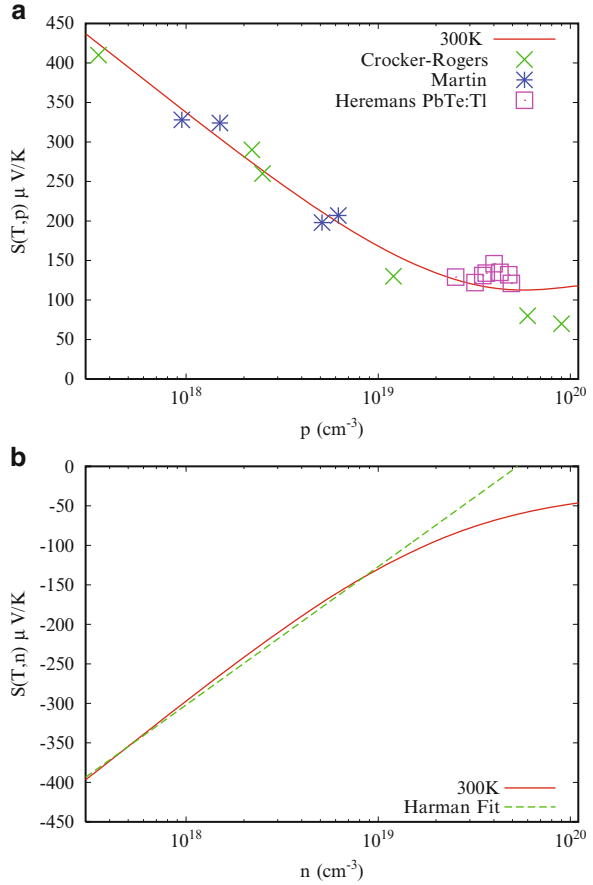 a
450
400
350
300
250
200
150
100
50
0
S(T,p) μ V/K
300K
Crocker-Rogers
Martin
Heremans PbTe:Tl
10^18
10^19
10^20
p (cm^-3)
b
0
-50
-100
-150
-200
-250
-300
-350
-400
-450
S(T,n) μ V/K
300K
Harman Fit
10^18
10^19
10^20
n (cm^-3)